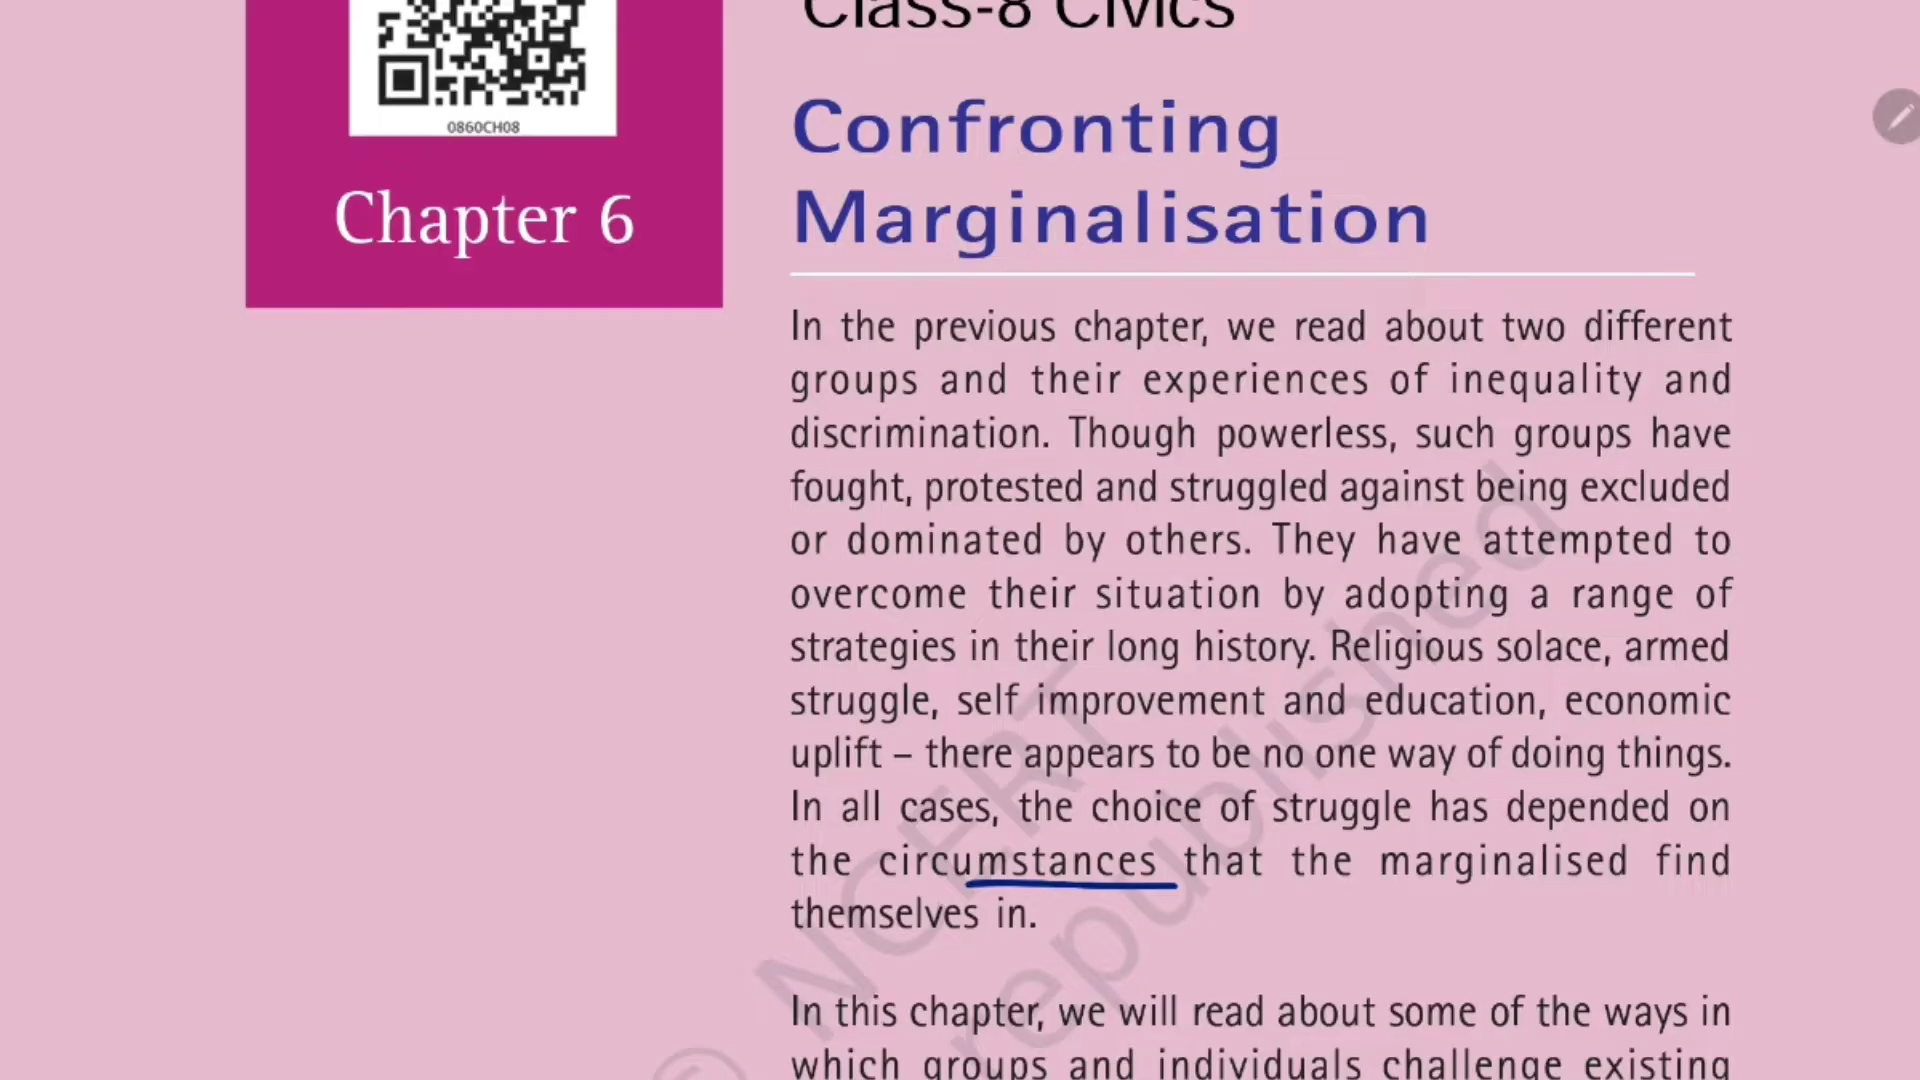 Class-8 Civics
0860CH08
Chapter 6
Confronting
Marginalisation
In the previous chapter, we read about two different
groups and their experiences of inequality and
discrimination. Though powerless, such groups have
fought, protested and struggled against being excluded
or dominated by others. They have attempted to
overcome their situation by adopting a range of
strategies in their long history. Religious solace, armed
struggle, self improvement and education, economic
uplift – there appears to be no one way of doing things.
In all cases, the choice of struggle has depended on
the circumstances that the marginalised find
themselves in.
In this chapter, we will read about some of the ways in
which groups and individuals challenge existing
© NCERT
republished